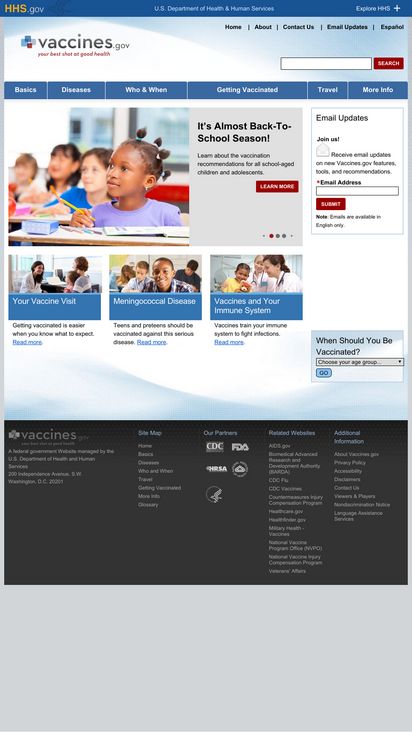 HHS.gov
U.S. Department of Health & Human Services
Explore HHS +
Home | About | Contact Us | Email Updates | Español
vaccines.gov
your best shot at good health
SEARCH
Basics
Diseases
Who & When
Getting Vaccinated
Travel
More Info
It's Almost Back-To-
School Season!
Learn about the vaccination
recommendations for all school-aged
children and adolescents.
LEARN MORE
Email Updates
Join us!
Receive email updates
on new Vaccines.gov features,
tools, and recommendations.
*Email Address
SUBMIT
Note: Emails are available in
English only.
Your Vaccine Visit
Getting vaccinated is easier
when you know what to expect.
Read more.
Meningococcal Disease
Teens and preteens should be
vaccinated against this serious
disease. Read more.
Vaccines and Your
Immune System
Vaccines train your immune
system to fight infections.
Read more.
When Should You Be
Vaccinated?
Choose your age group...
GO
vaccines.gov
your best shot at good health
A federal government Website managed by the
U.S. Department of Health and Human
Services
200 Independence Avenue, S.W.
Washington, D.C. 20201
Site Map
Home
Basics
Diseases
Who and When
Travel
Getting Vaccinated
More Info
Glossary
Our Partners
CDC
FDA
HRSA
Related Websites
AIDS.gov
Biomedical Advanced
Research and
Development Authority
(BARDA)
CDC Flu
CDC Vaccines
Countermeasures Injury
Compensation Program
Healthcare.gov
Healthfinder.gov
Military Health -
Vaccines
National Vaccine
Program Office (NVPO)
National Vaccine Injury
Compensation Program
Veterans' Affairs
Additional
Information
About Vaccines.gov
Privacy Policy
Accessibility
Disclaimers
Contact Us
Viewers & Players
Nondiscrimination Notice
Language Assistance
Services